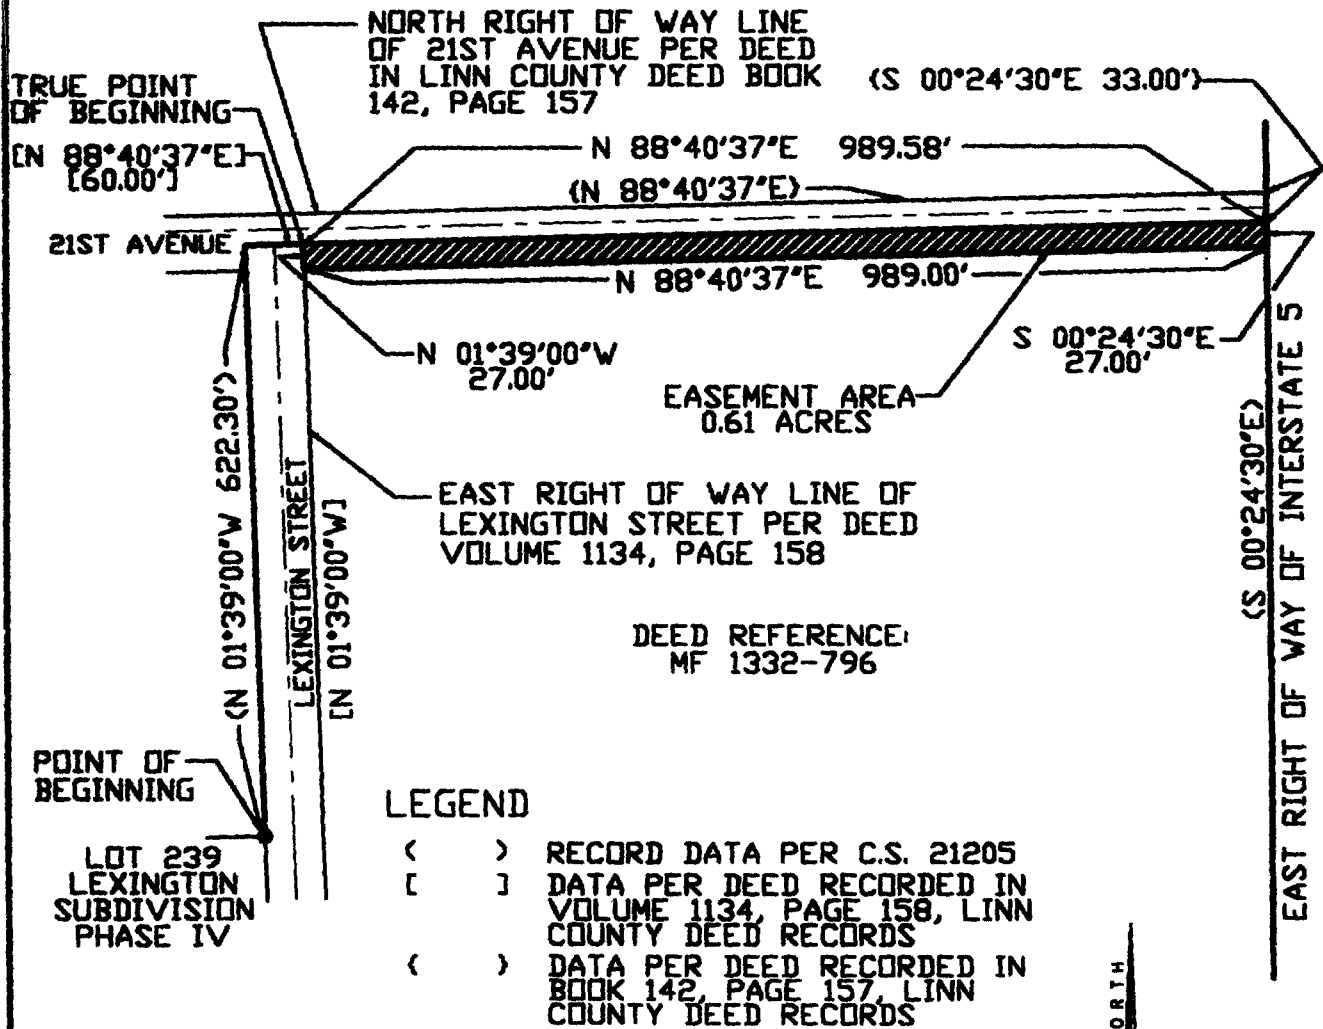 NORTH RIGHT OF WAY LINE
OF 21ST AVENUE PER DEED
IN LINN COUNTY DEED BOOK
142, PAGE 157
(S 00°24'30"E 33.00')
TRUE POINT
OF BEGINNING
[N 88°40'37"E]
[60.00']
N 88°40'37"E 989.58'
(N 88°40'37"E)
21ST AVENUE
N 88°40'37"E 989.00'
N 01°39'00"W
27.00'
S 00°24'30"E
27.00'
EASEMENT AREA
0.61 ACRES
(N 01°39'00"W 622.30')
LEXINGTON STREET
[N 01°39'00"W]
EAST RIGHT OF WAY LINE OF
LEXINGTON STREET PER DEED
VOLUME 1134, PAGE 158
(S 00°24'30"E)
EAST RIGHT OF WAY OF INTERSTATE 5
DEED REFERENCE:
MF 1332-796
POINT OF
BEGINNING
LOT 239
LEXINGTON
SUBDIVISION
PHASE IV
LEGEND
( ) RECORD DATA PER C.S. 21205
[ ] DATA PER DEED RECORDED IN
VOLUME 1134, PAGE 158, LINN
COUNTY DEED RECORDS
{ } DATA PER DEED RECORDED IN
BOOK 142, PAGE 157, LINN
COUNTY DEED RECORDS
ORTH